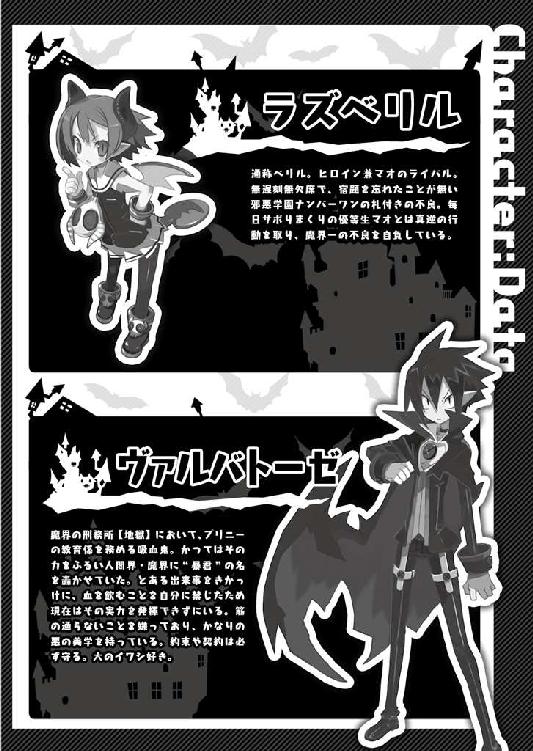 Character:Data
ラズベリル
通称ベリル。ヒロイン兼マオのライバル。
無遅刻無欠席で、宿題を忘れたことが無い
邪悪学園ナンバーワンの札付きの不良。毎
日サボりまくりの優等生マオとは真逆の行
動を取り、魔界一の不良を自負している。
ヴァルバトーゼ
魔界の刑務所【地獄】において、プリニー
の教育係を務める吸血鬼。かつてはその
力をふるい人間界・魔界に“暴君”の名
を轟かせていた。とある出来事をきっか
けに、血を飲むことを自分に禁じたため
現在はその実力を発揮できずにいる。筋
の通らないことを嫌っており、かなりの
悪の美学を持っている。約束や契約は必
ず守る。大のイワシ好き。